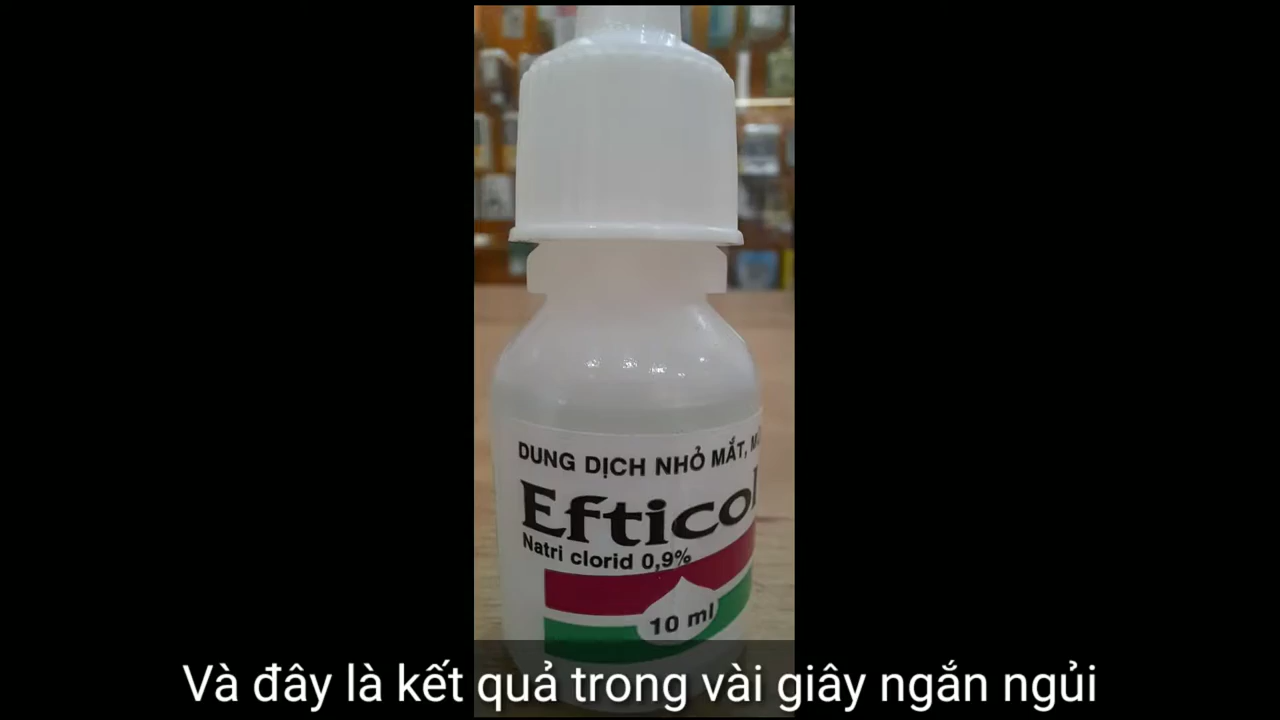 DUNG DỊCH NHỎ MẮT,
Efticol
Natri clorid 0,9%
10 ml
Và đây là kết quả trong vài giây ngắn ngủi